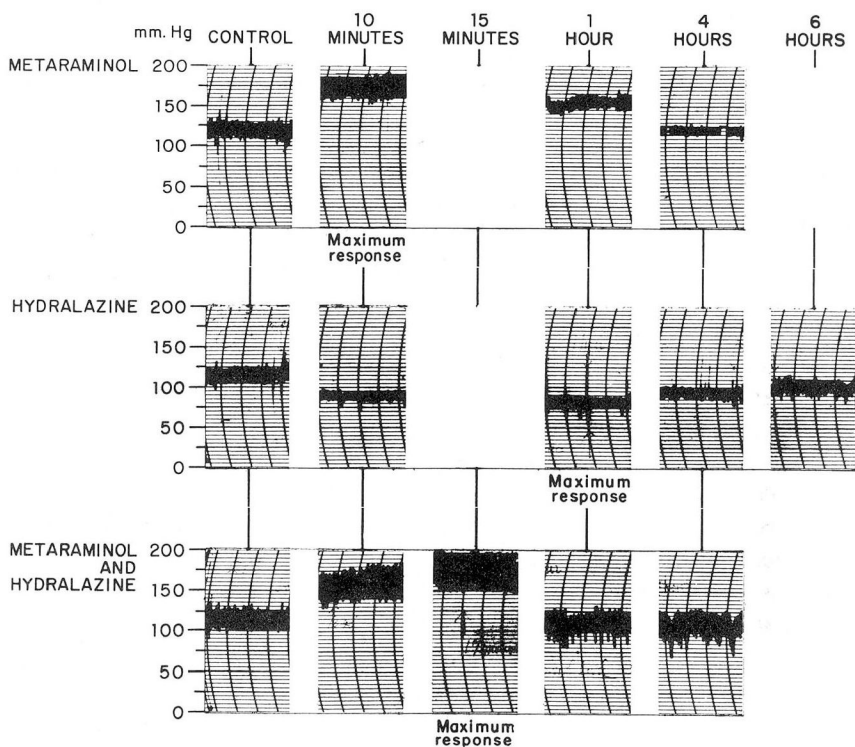 mm. Hg CONTROL 10 MINUTES 15 MINUTES 1 HOUR 4 HOURS 6 HOURS
METARAMINOL 200
150
100
50
0
Maximum response
HYDRALAZINE 200
150
100
50
0
Maximum response
METARAMINOL AND HYDRALAZINE 200
150
100
50
0
Maximum response